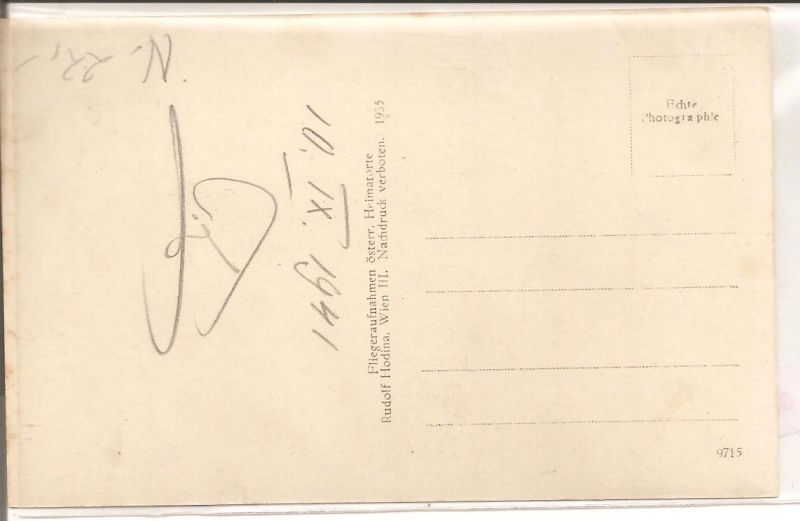 N. 22,-
10. IX. 1941
Fliegeraufnahmen österr. Heimatorte
Rudolf Hodina, Wien III. Nachdruck verboten. 1935
Echte
Photographie
9715